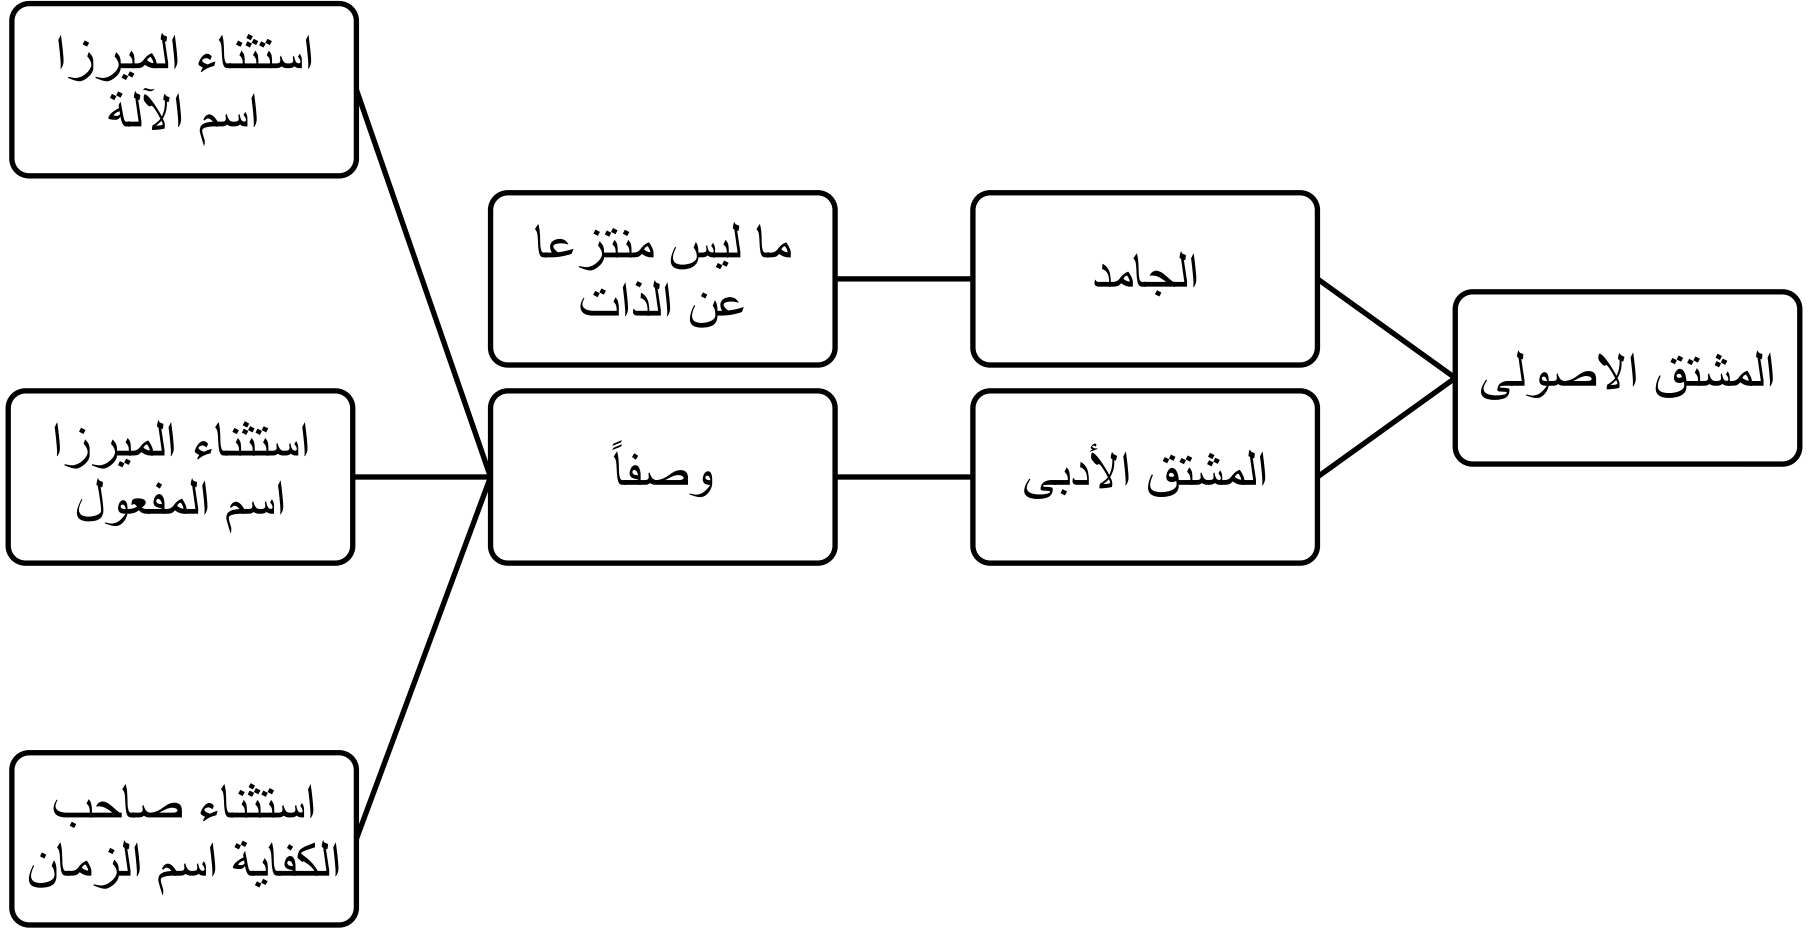 المشتق الاصولى
الجامد
ما ليس منتزعا
عن الذات
المشتق الأدبى
وصفاً
استثناء الميرزا
اسم الآلة
استثناء الميرزا
اسم المفعول
استثناء صاحب
الكفاية اسم الزمان